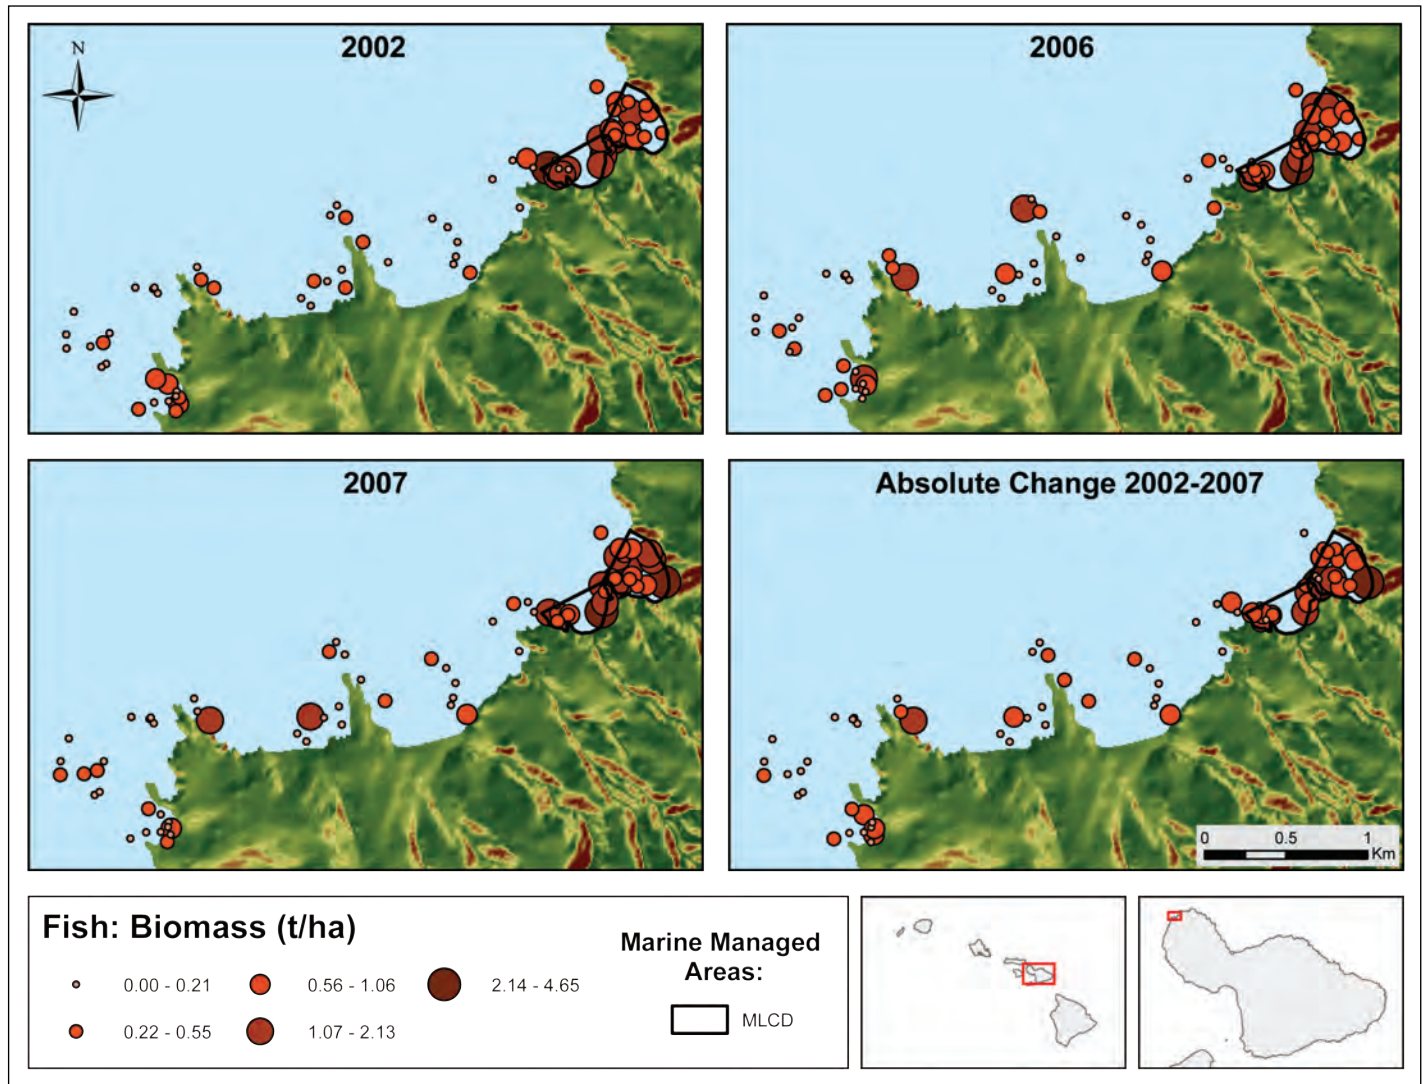 2002
N
2006
2007
Absolute Change 2002-2007
0 0.5 1
Km
Fish: Biomass (t/ha)
0.00 - 0.21
0.56 - 1.06
2.14 - 4.65
0.22 - 0.55
1.07 - 2.13
Marine Managed
Areas:
MLCD